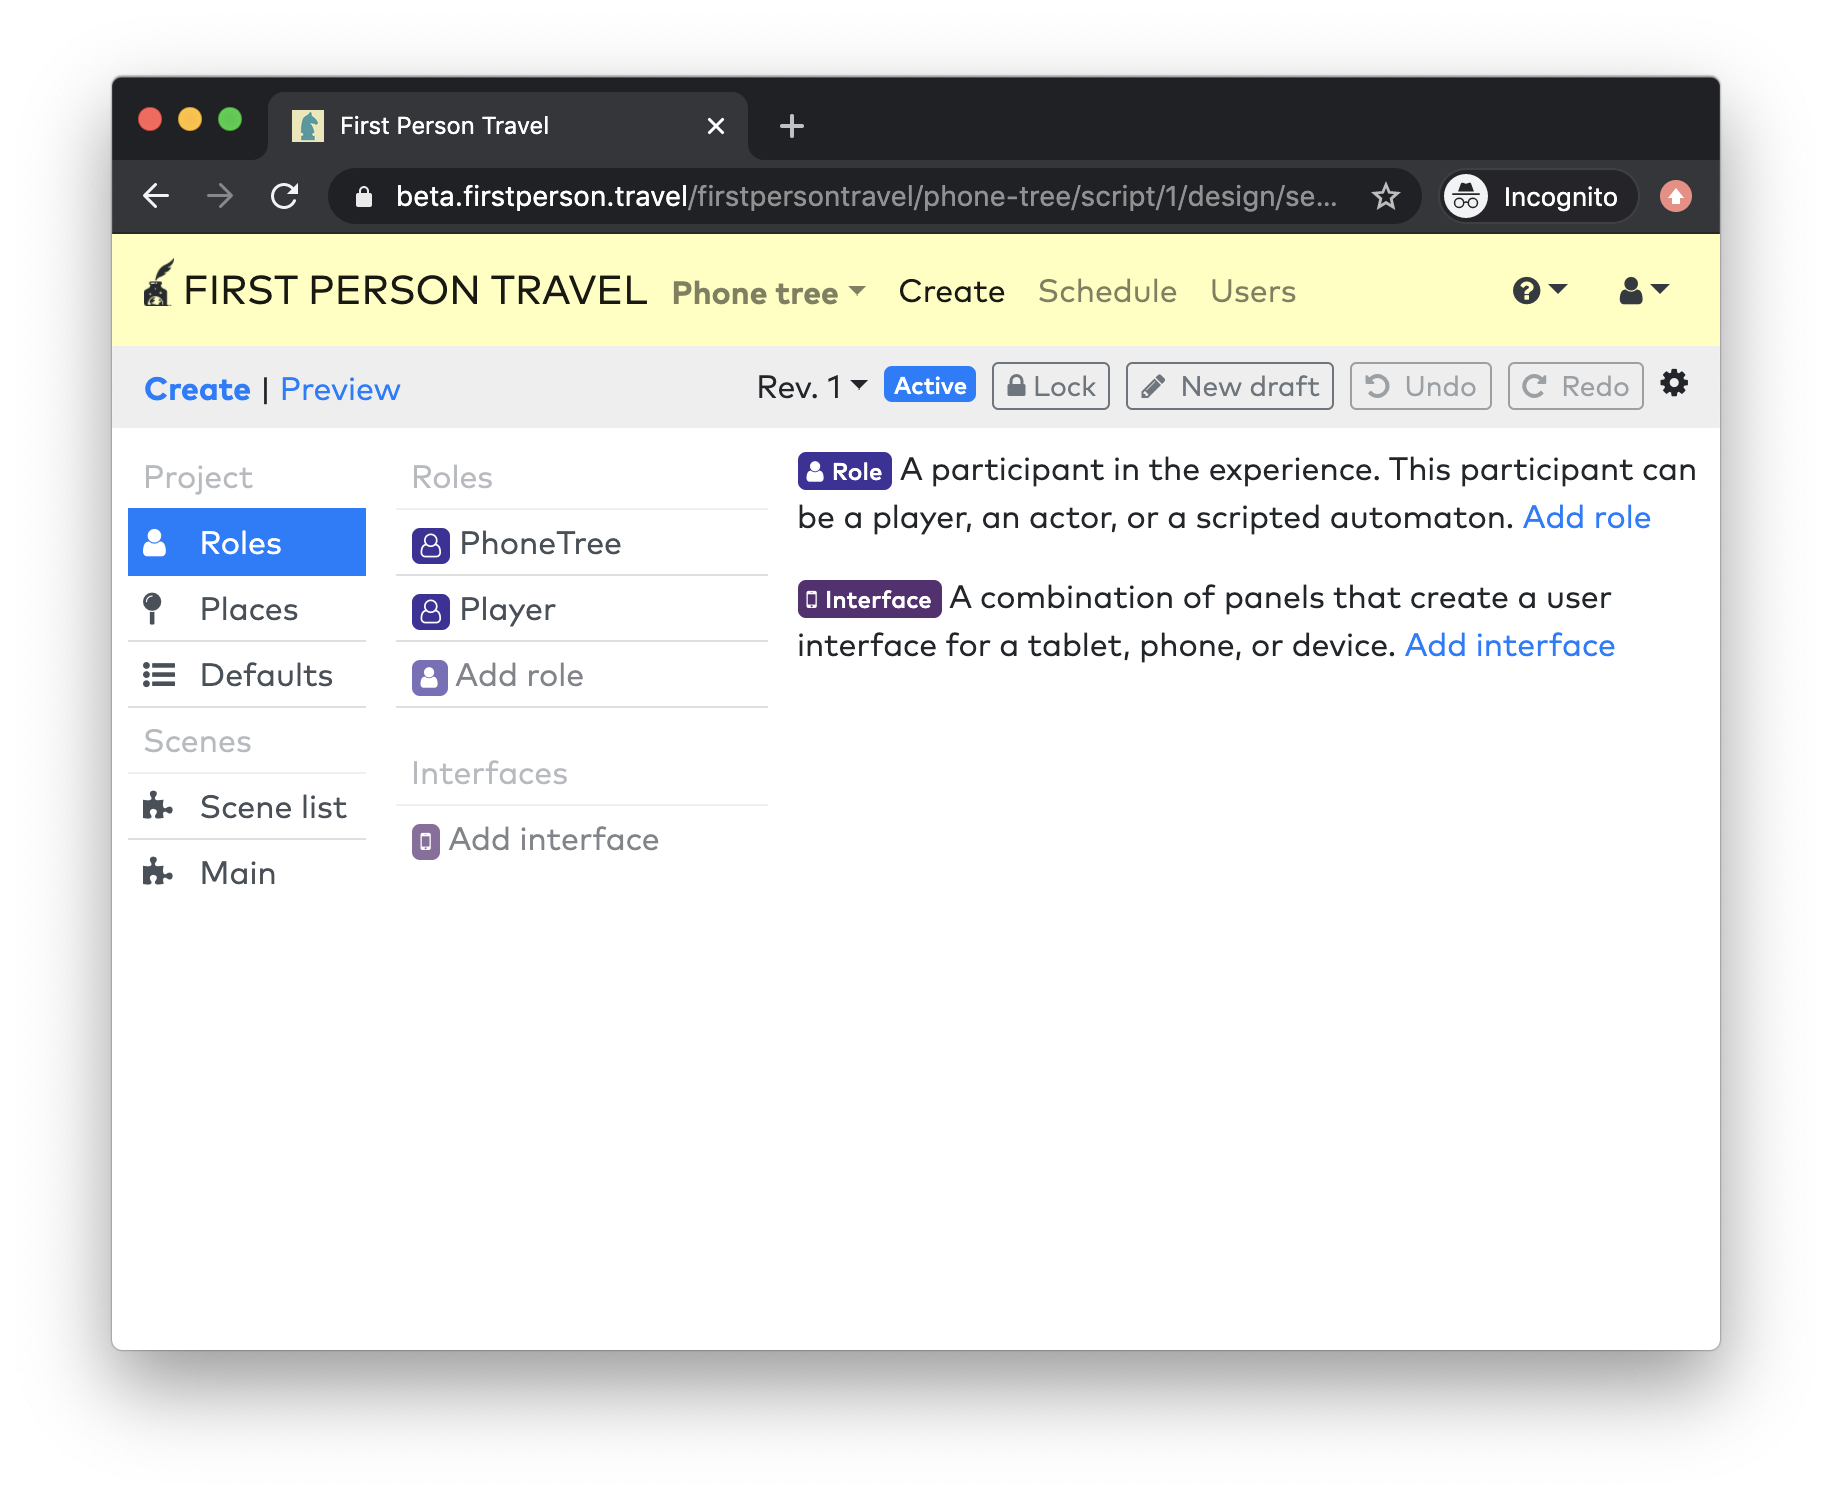 First Person Travel
beta.firstperson.travel/firstpersontravel/phone-tree/script/1/design/se...
Incognito
FIRST PERSON TRAVEL
Phone tree
Create
Schedule
Users
Create | Preview
Rev. 1
Active
Lock
New draft
Undo
Redo
Project
Roles
Places
Defaults
Scenes
Scene list
Main
Roles
PhoneTree
Player
Add role
Interfaces
Add interface
Role A participant in the experience. This participant can
be a player, an actor, or a scripted automaton. Add role
Interface A combination of panels that create a user
interface for a tablet, phone, or device. Add interface